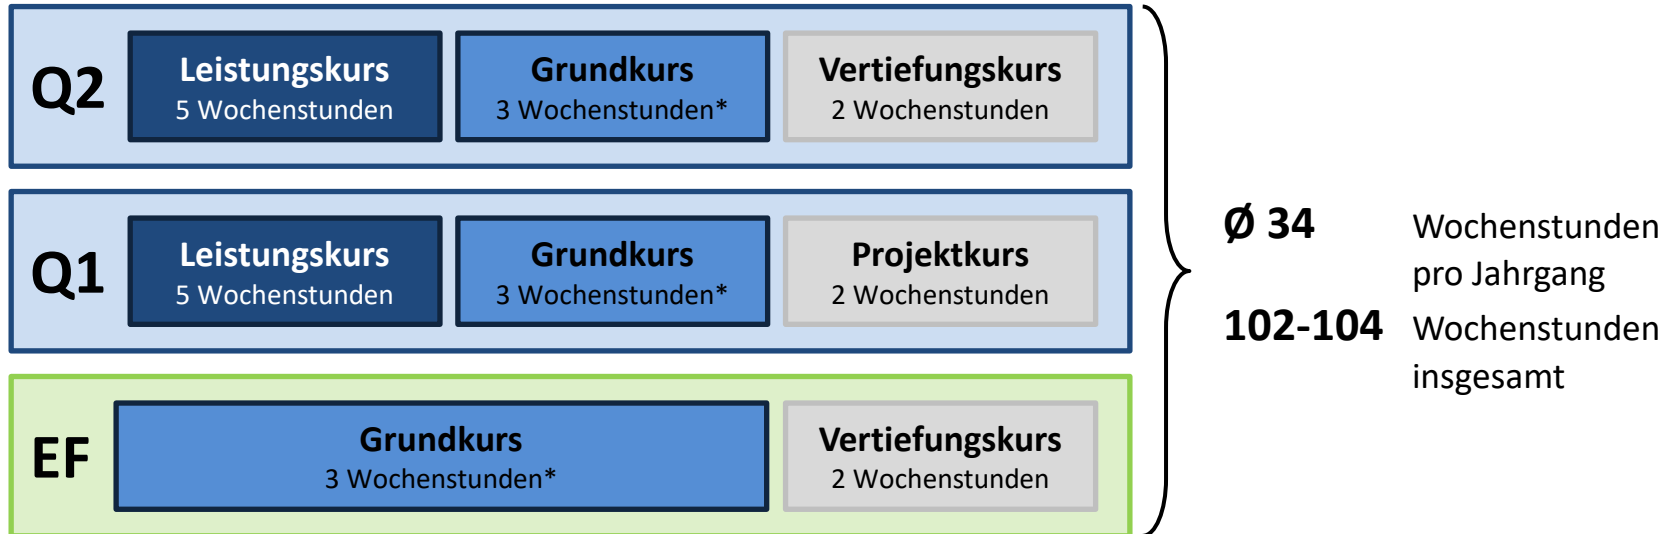 Q2
Leistungskurs
5 Wochenstunden
Grundkurs
3 Wochenstunden*
Vertiefungskurs
2 Wochenstunden
Q1
Leistungskurs
5 Wochenstunden
Grundkurs
3 Wochenstunden*
Projektkurs
2 Wochenstunden
EF
Grundkurs
3 Wochenstunden*
Vertiefungskurs
2 Wochenstunden
Ø 34 Wochenstunden
pro Jahrgang
102-104 Wochenstunden
insgesamt